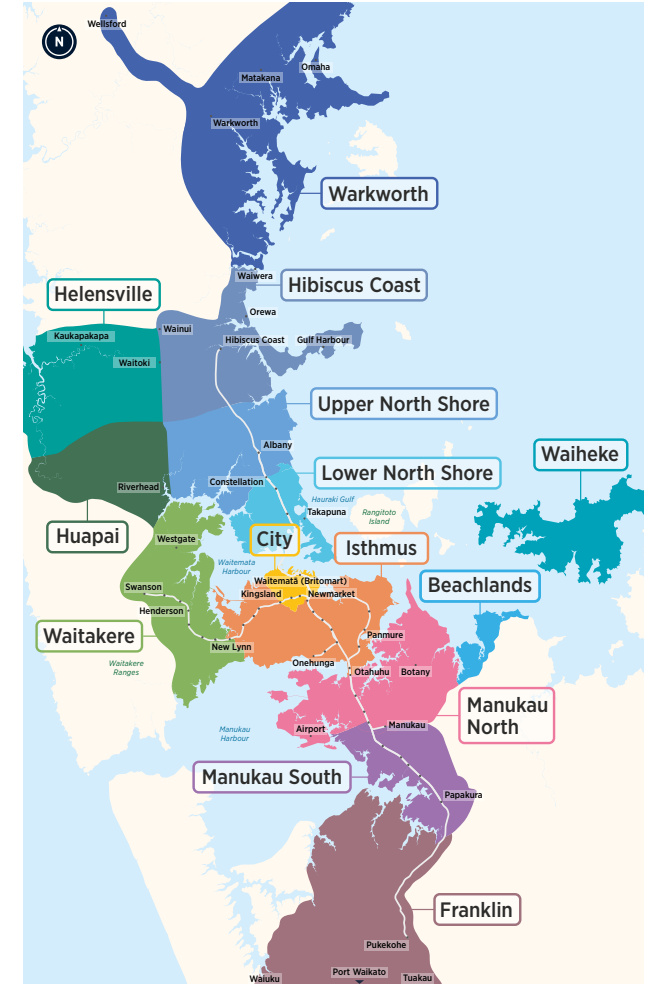 Wellsford
N
Omaha
Matakana
Warkworth
Warkworth
Waiwera
Hibiscus Coast
Helensville
Orewa
Wainui
Kaukapakapa
Hibiscus Coast
Gulf Harbour
Waitoki
Upper North Shore
Albany
Waiheke
Lower North Shore
Constellation
Riverhead
Hauraki Gulf
Takapuna
Rangitoto
Island
Huapai
City
Isthmus
Westgate
Waitemata
Harbour
Waitematā (Britomart)
Beachlands
Swanson
Kingsland
Newmarket
Henderson
Waitakere
Panmure
New Lynn
Onehunga
Waitakere
Ranges
Otahuhu
Botany
Manukau
North
Manukau
Airport
Manukau
Harbour
Manukau South
Papakura
Franklin
Pukekohe
Port Waikato
Waiuku
Tuakau